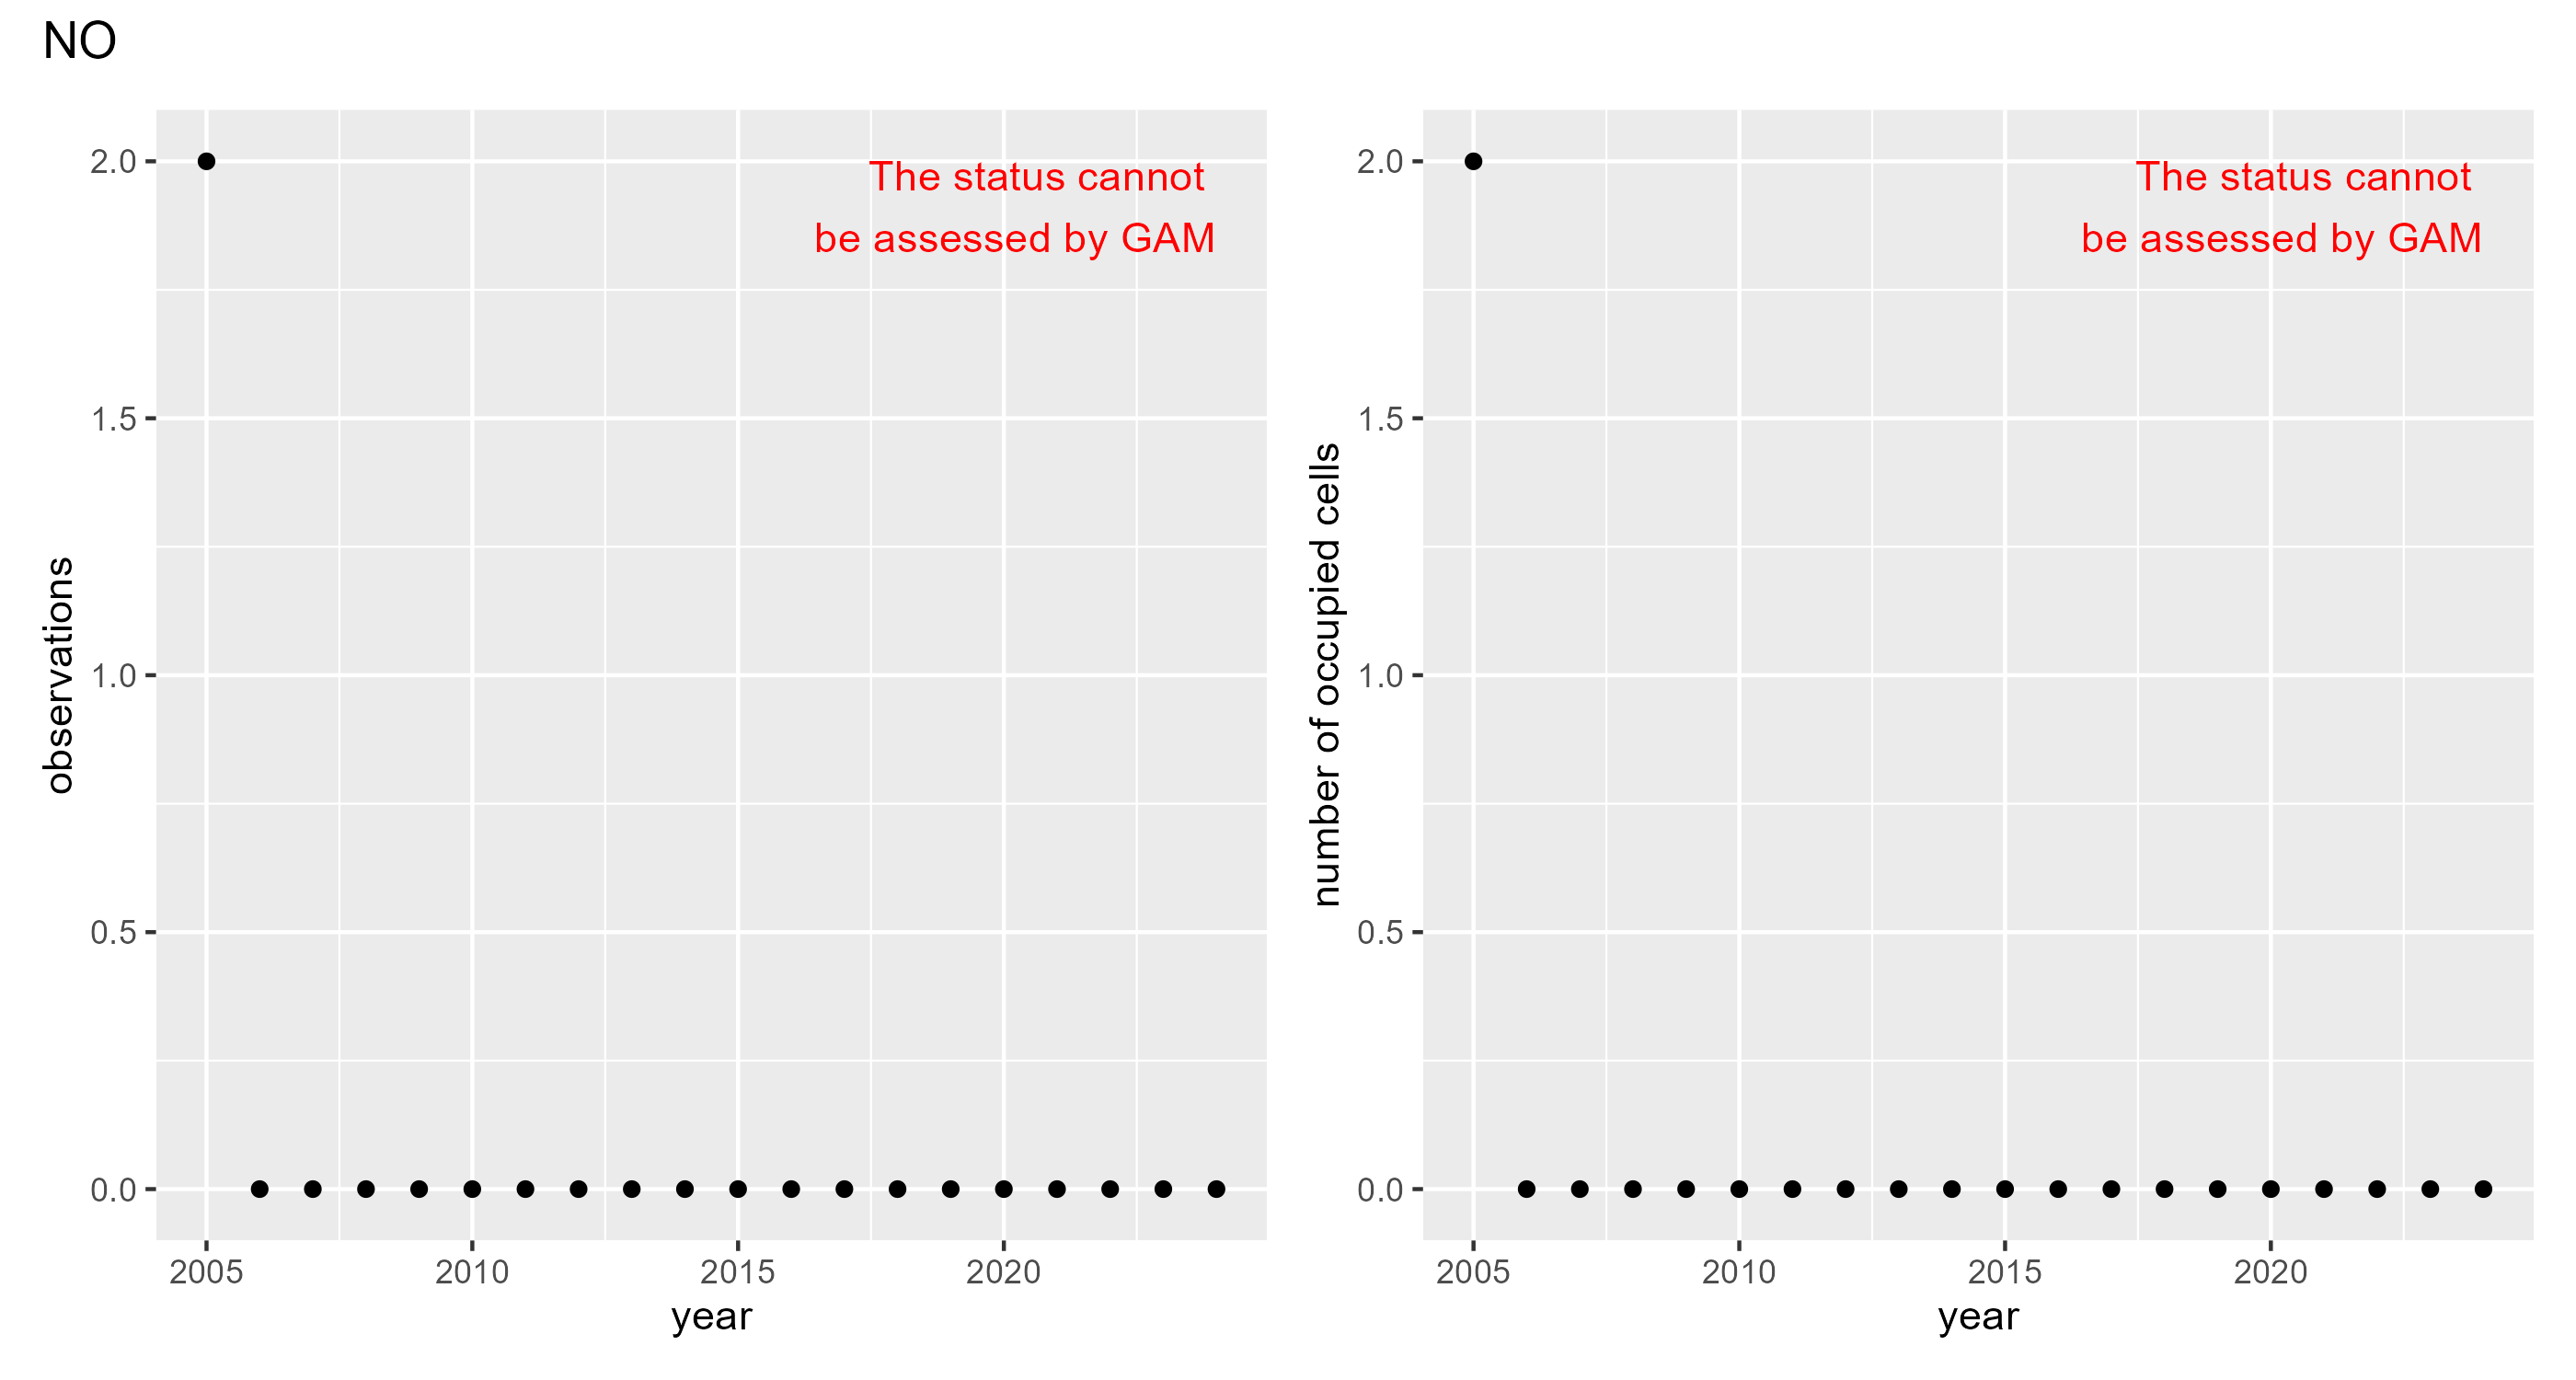 NO
The status cannot
be assessed by GAM
2.0
1.5
1.0
0.5
0.0
observations
2005 2010 2015 2020
year
The status cannot
be assessed by GAM
2.0
1.5
1.0
0.5
0.0
number of occupied cells
2005 2010 2015 2020
year